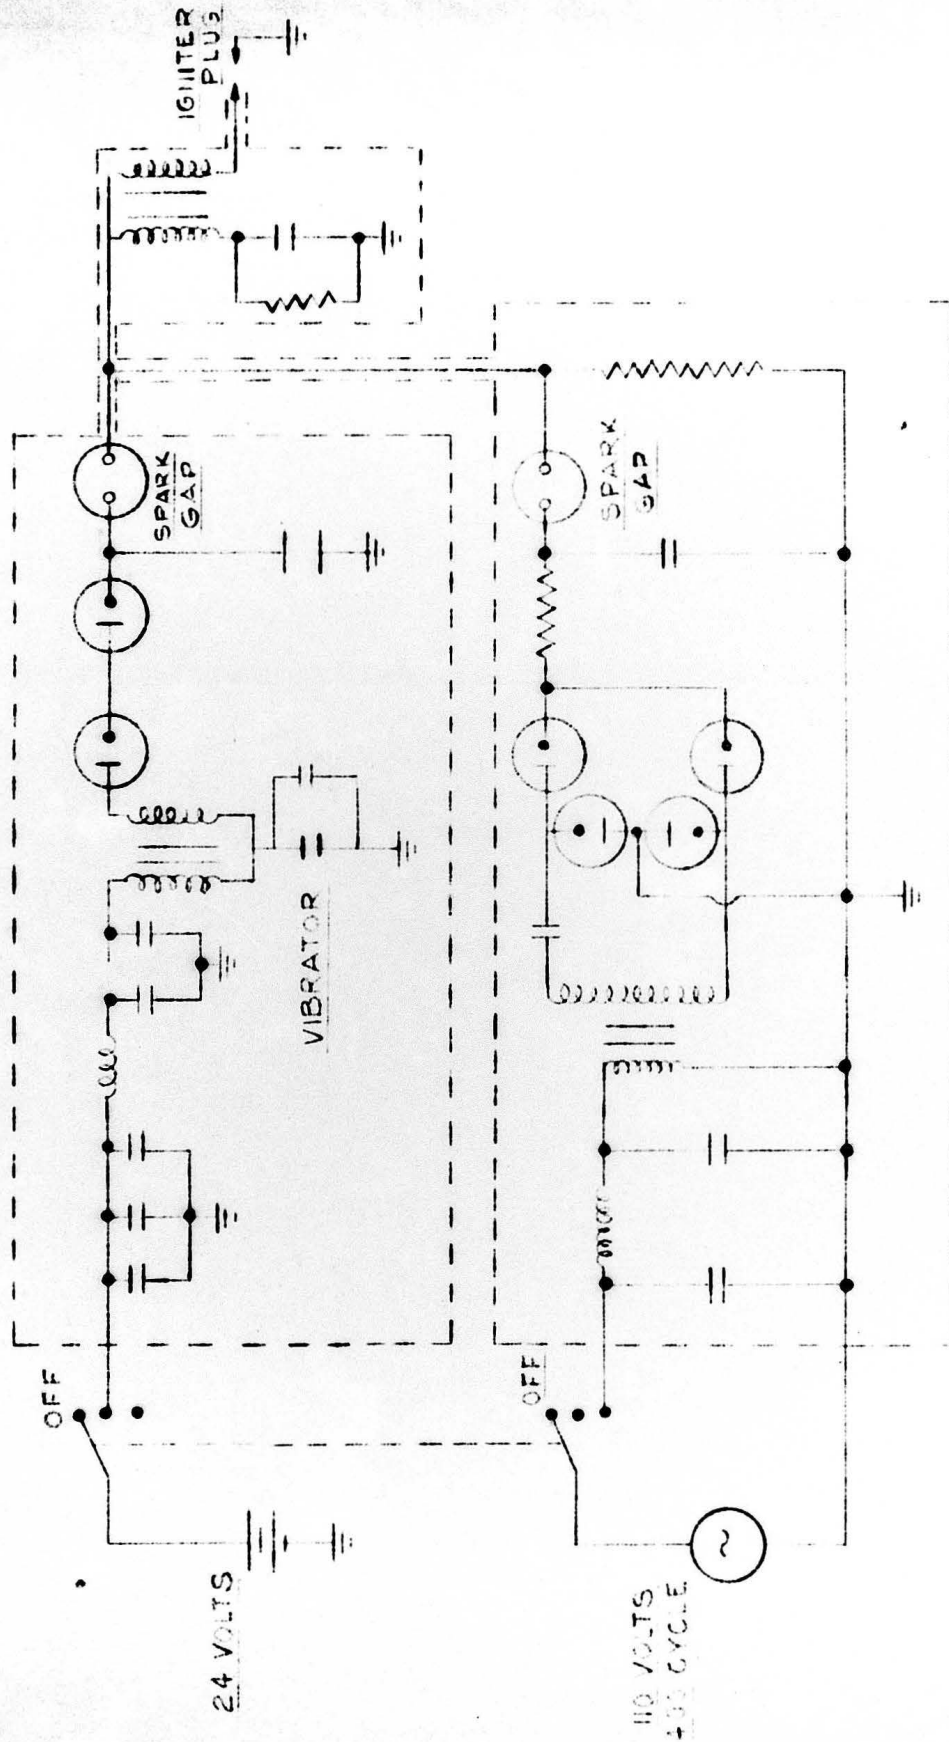 IGNITER
PLUG
SPARK
GAP
SPARK
GAP
VIBRATOR
OFF
OFF
24 VOLTS
110 VOLTS
CYCLE